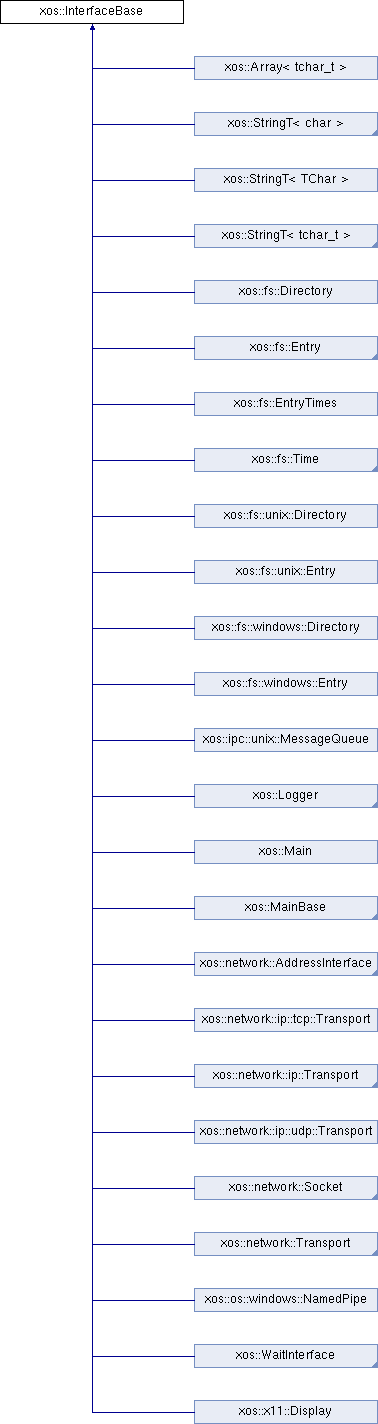 xos::InterfaceBase
xos::Array< tchar_t >
xos::StringT< char >
xos::StringT< TChar >
xos::StringT< tchar_t >
xos::fs::Directory
xos::fs::Entry
xos::fs::EntryTimes
xos::fs::Time
xos::fs::unix::Directory
xos::fs::unix::Entry
xos::fs::windows::Directory
xos::fs::windows::Entry
xos::ipc::unix::MessageQueue
xos::Logger
xos::Main
xos::MainBase
xos::network::AddressInterface
xos::network::ip::tcp::Transport
xos::network::ip::Transport
xos::network::ip::udp::Transport
xos::network::Socket
xos::network::Transport
xos::os::windows::NamedPipe
xos::WaitInterface
xos::x11::Display